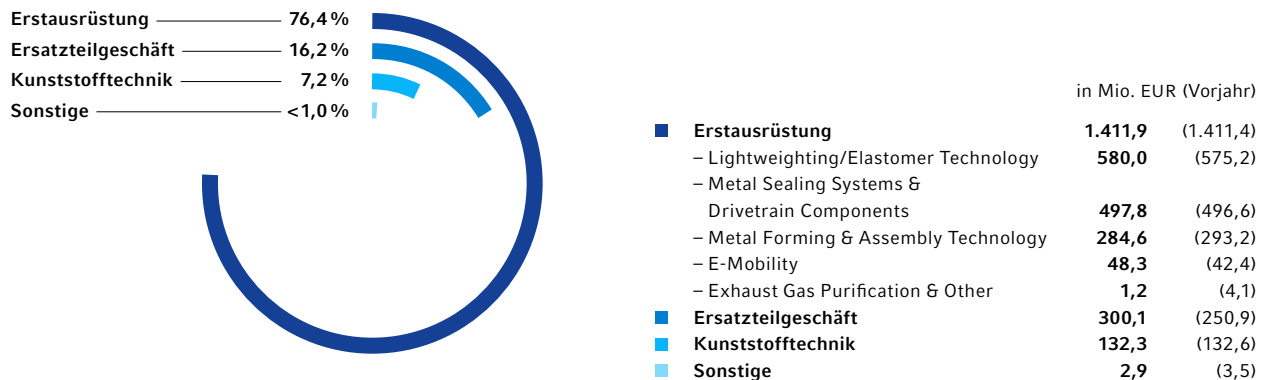 Erstausrüstung 76,4 %
Ersatzteilgeschäft 16,2 %
Kunststofftechnik 7,2 %
Sonstige <1,0 %
in Mio. EUR (Vorjahr)
Erstausrüstung 1.411,9 (1.411,4)
– Lightweighting/Elastomer Technology 580,0 (575,2)
– Metal Sealing Systems &
Drivetrain Components 497,8 (496,6)
– Metal Forming & Assembly Technology 284,6 (293,2)
– E-Mobility 48,3 (42,4)
– Exhaust Gas Purification & Other 1,2 (4,1)
Ersatzteilgeschäft 300,1 (250,9)
Kunststofftechnik 132,3 (132,6)
Sonstige 2,9 (3,5)